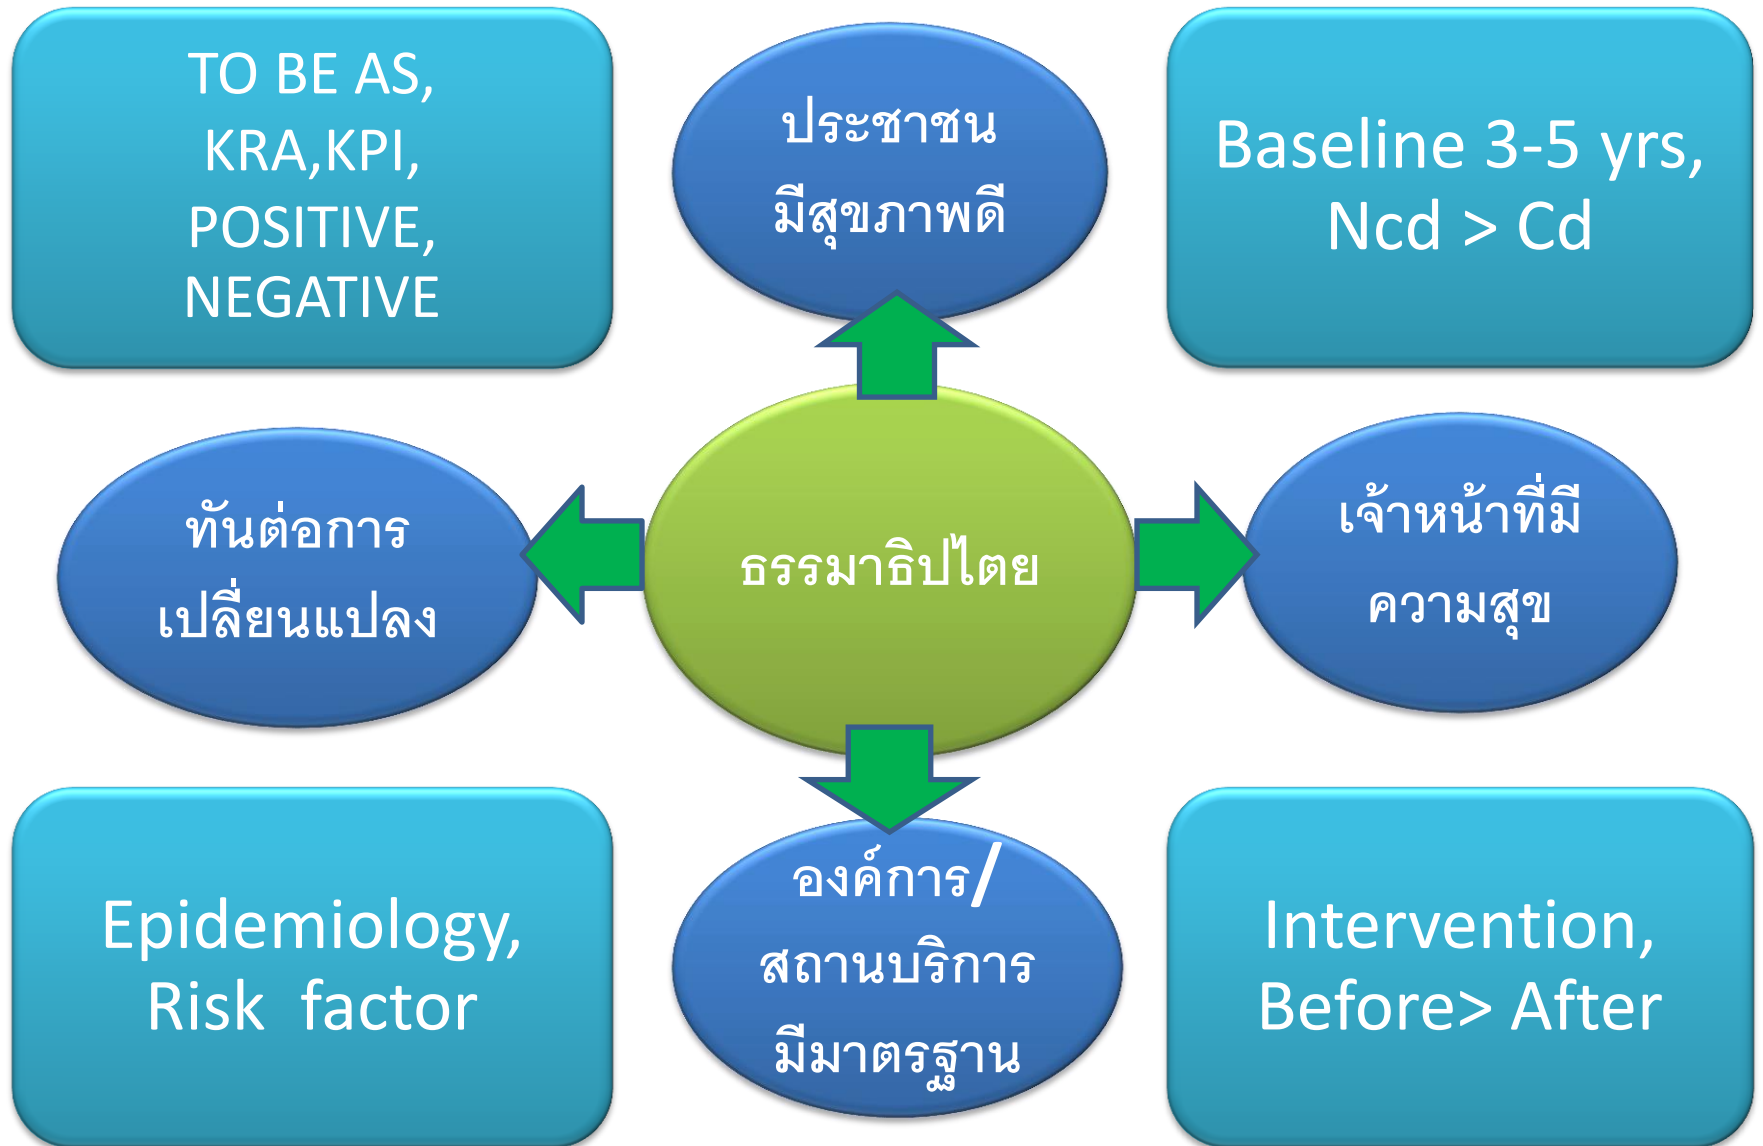 TO BE AS,
KRA,KPI,
POSITIVE,
NEGATIVE
ประชาชน
มีสุขภาพดี
Baseline 3-5 yrs,
Ncd > Cd
ทันต่อการ
เปลี่ยนแปลง
ธรรมาธิปไตย
เจ้าหน้าที่มี
ความสุข
Epidemiology,
Risk factor
องค์การ/
สถานบริการ
มีมาตรฐาน
Intervention,
Before> After